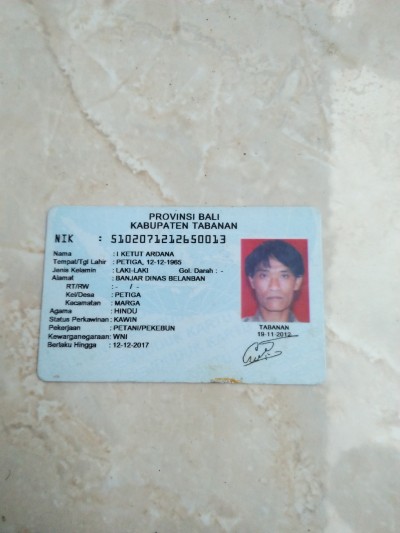 PROVINSI BALI
KABUPATEN TABANAN
NIK : 5102071212650013
Nama : I KETUT ARDANA
Tempat/Tgl Lahir : PETIGA, 12-12-1965
Jenis Kelamin : LAKI-LAKI Gol. Darah : -
Alamat : BANJAR DINAS BELANBAN
RT/RW : - / -
Kel/Desa : PETIGA
Kecamatan : MARGA
Agama : HINDU
Status Perkawinan : KAWIN
Pekerjaan : PETANI/PEKEBUN
Kewarganegaraan : WNI
Berlaku Hingga : 12-12-2017
TABANAN
19-11-2012